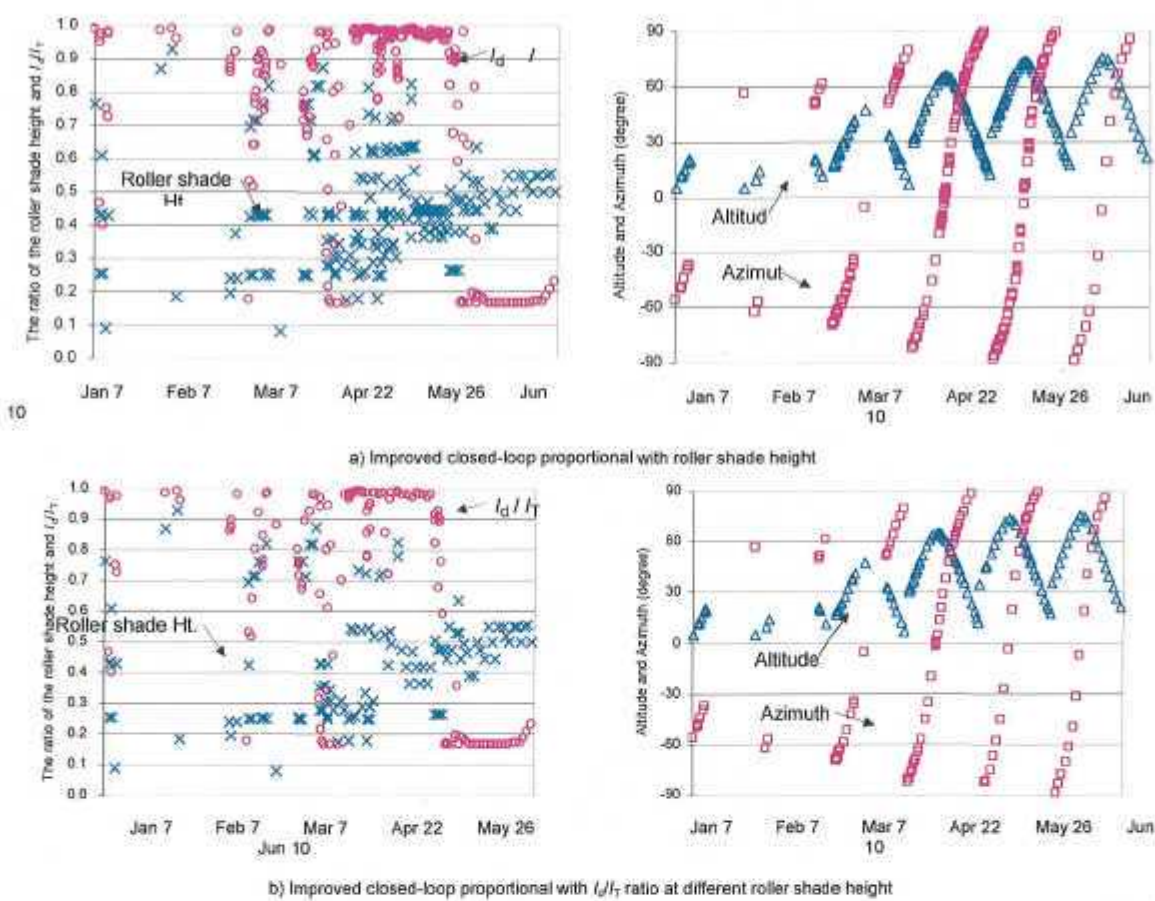 The ratio of the roller shade height and Id/IT
1.0
0.9
0.8
0.7
0.6
0.5
0.4
0.3
0.2
0.1
0.0
Id I
Roller shade
Ht
Jan 7 Feb 7 Mar 7 Apr 22 May 26 Jun
10
Altitude and Azimuth (degree)
90
60
30
0
-30
-60
-90
Altitud
Azimut
Jan 7 Feb 7 Mar 7 Apr 22 May 26 Jun
10
a) Improved closed-loop proportional with roller shade height
The ratio of the roller shade height and Id/IT
1.0
0.9
0.8
0.7
0.6
0.5
0.4
0.3
0.2
0.1
0.0
Id / IT
Roller shade Ht.
Jan 7 Feb 7 Mar 7 Apr 22 May 26
Jun 10
Altitude and Azimuth (degree)
90
60
30
0
-30
-60
-90
Altitude
Azimuth
Jan 7 Feb 7 Mar 7 Apr 22 May 26 Jun
10
b) Improved closed-loop proportional with Id/IT ratio at different roller shade height